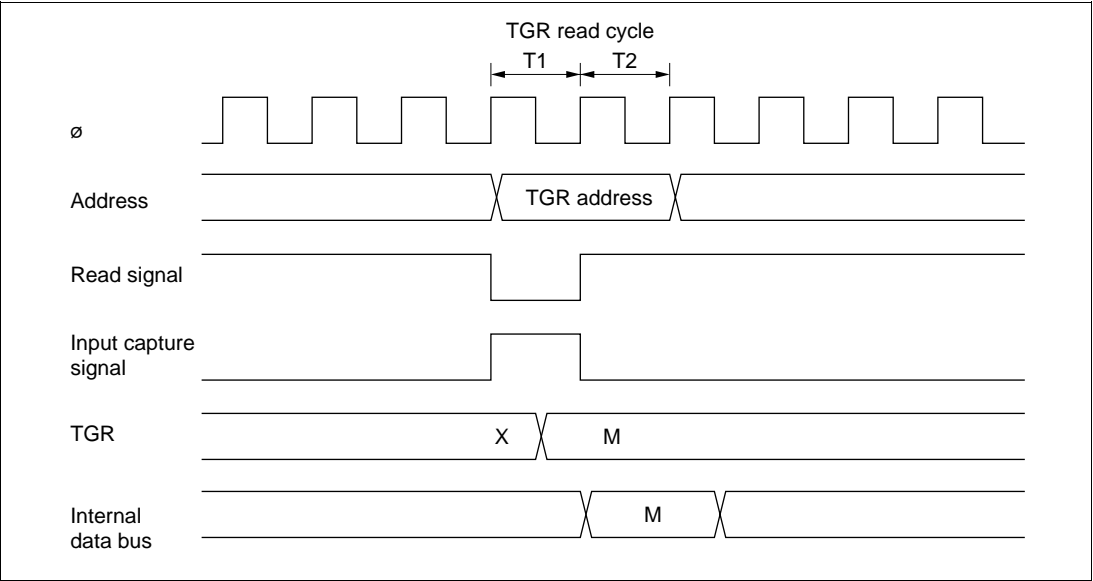 TGR read cycle
T1 T2
ø
Address TGR address
Read signal
Input capture
signal
TGR X M
Internal M
data bus